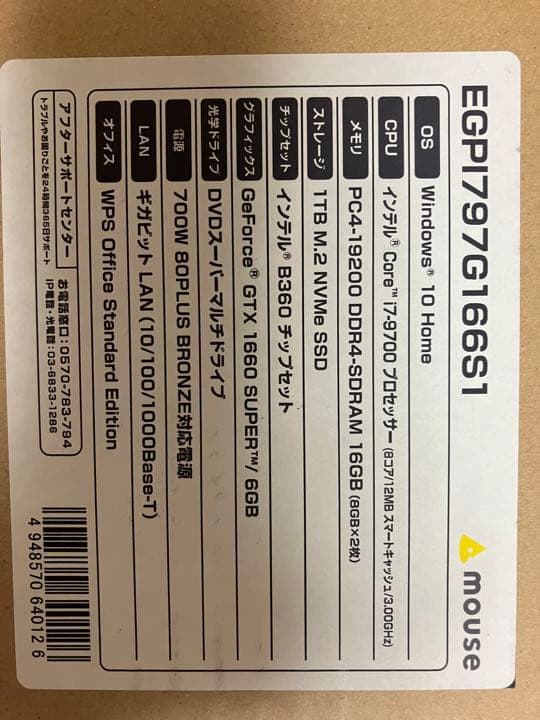 EGPI797G166S1
mouse
OS Windows® 10 Home
CPU インテル® Core™ i7-9700 プロセッサー (8コア/12MB スマートキャッシュ/3.00GHz)
メモリ PC4-19200 DDR4-SDRAM 16GB (8GB×2枚)
ストレージ 1TB M.2 NVMe SSD
チップセット インテル® B360 チップセット
グラフィックス GeForce® GTX 1660 SUPER™/ 6GB
光学ドライブ DVDスーパーマルチドライブ
電源 700W 80PLUS BRONZE対応電源
LAN ギガビット LAN (10/100/1000Base-T)
オフィス WPS Office Standard Edition
アフターサポートセンター
トラブルやお困りごとを24時間365日サポート
お電話窓口：0570-783-794
IP電話・光電話：03-6833-1286
4 948570 640126